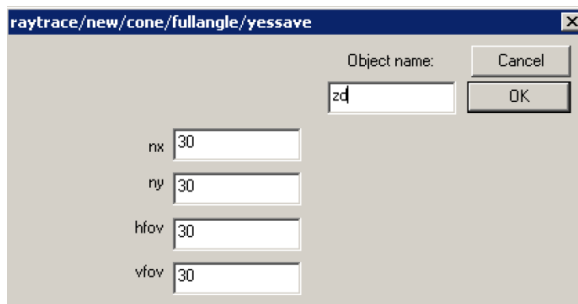 raytrace/new/cone/fullangle/yessave
Object name:
Cancel
zd
OK
nx 30
ny 30
hfov 30
vfov 30